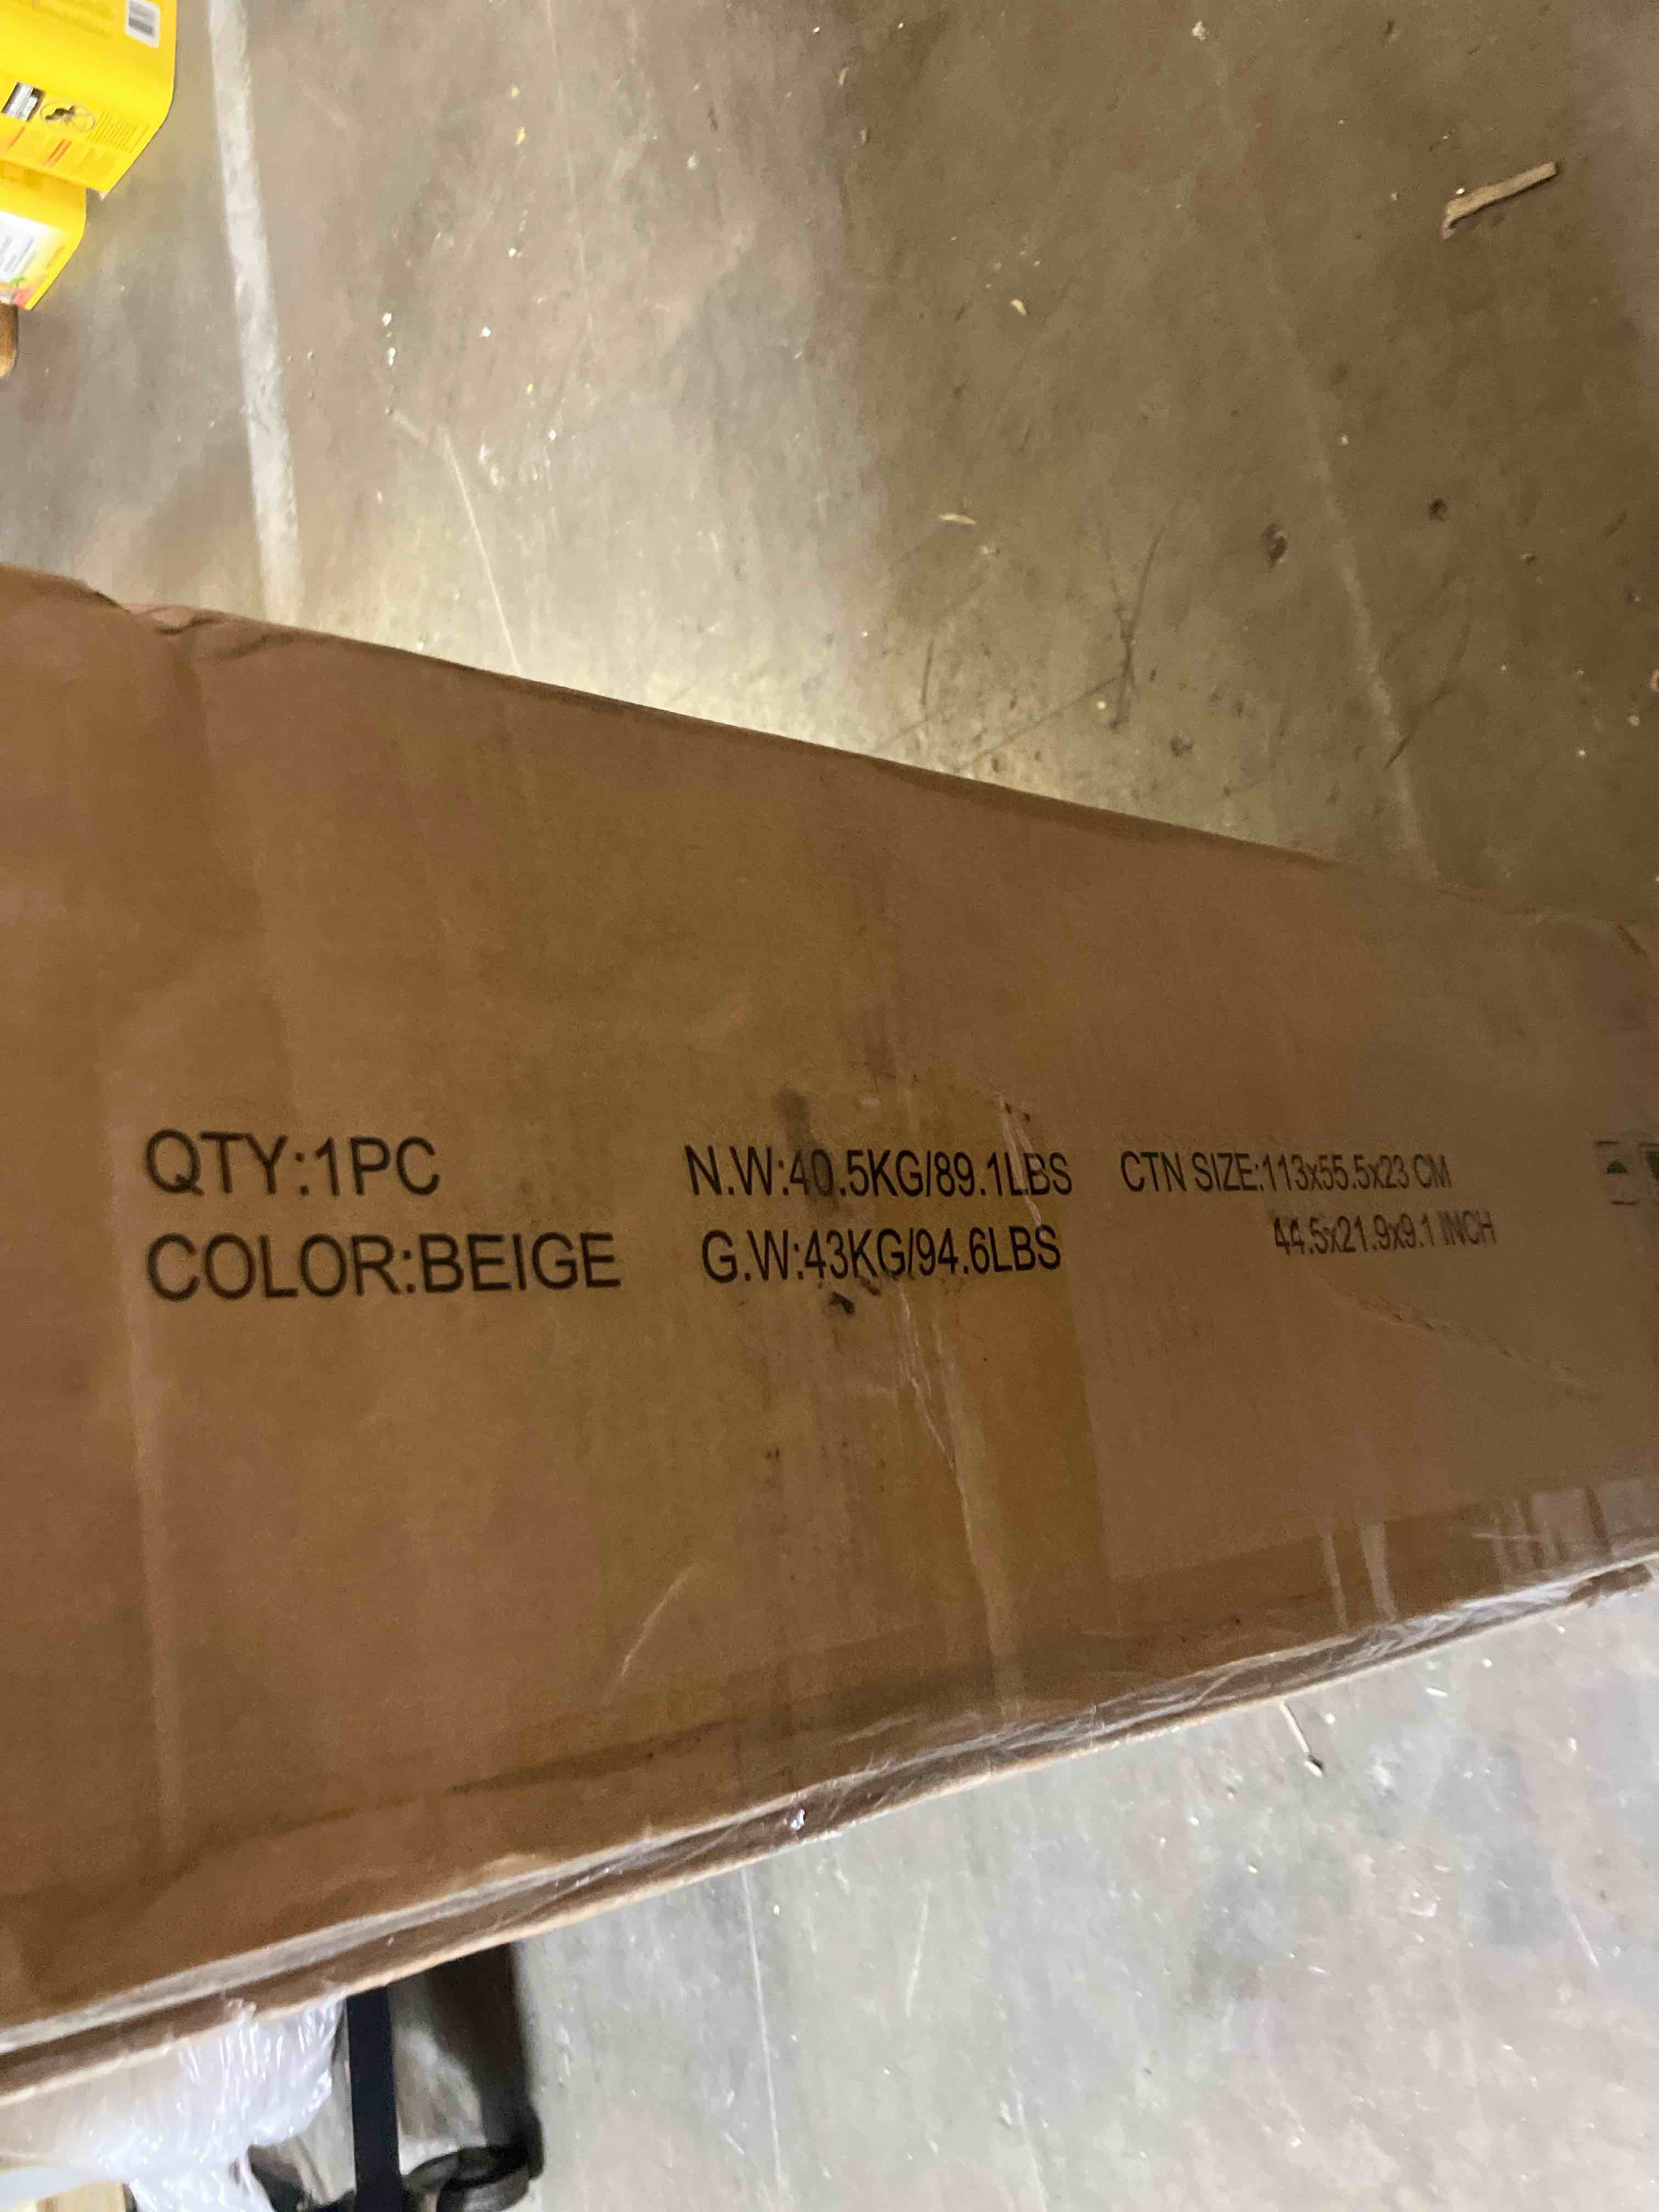 QTY:1PC N.W:40.5KG/89.1LBS CTN SIZE:113x55.5x23 CM
COLOR:BEIGE G.W:43KG/94.6LBS 44.5x21.9x9.1 INCH